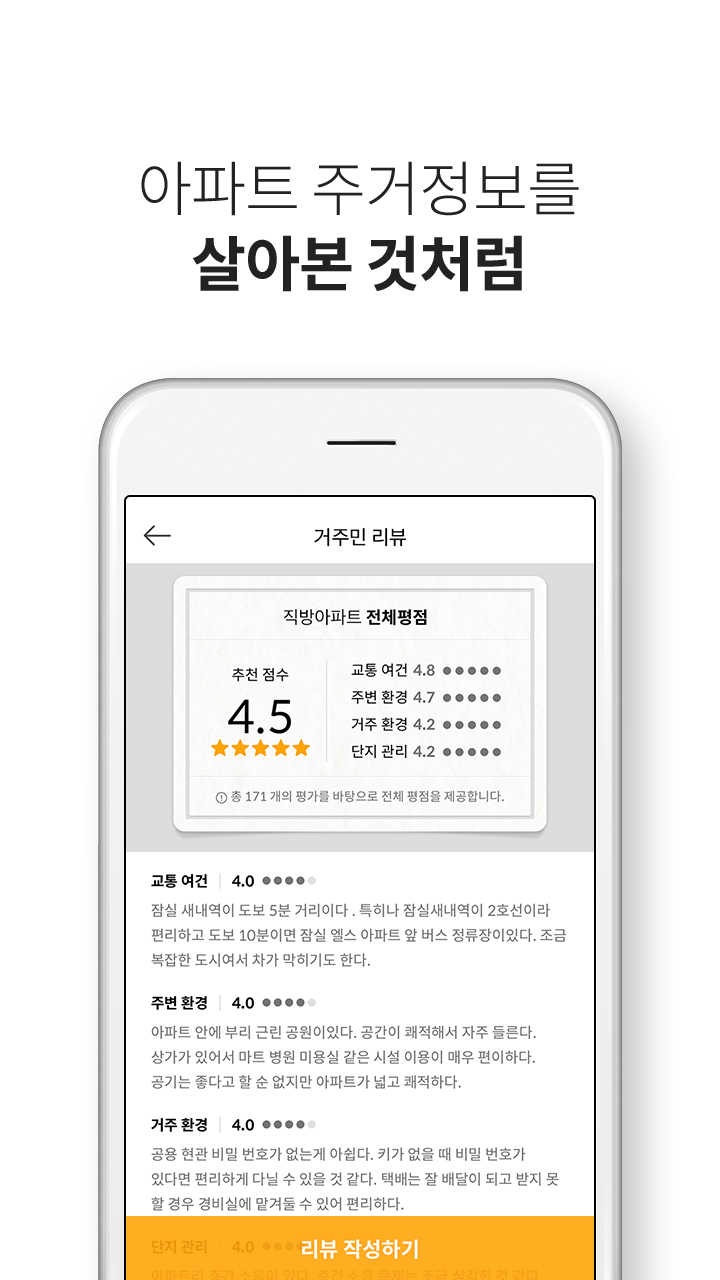 아파트 주거정보를
살아본 것처럼
거주민 리뷰
직방아파트 전체평점
추천 점수
4.5
교통 여건 4.8
주변 환경 4.7
거주 환경 4.2
단지 관리 4.2
총 171 개의 평가를 바탕으로 전체 평점을 제공합니다.
교통 여건 4.0
잠실 새내역이 도보 5분 거리이다 . 특히나 잠실새내역이 2호선이라
편리하고 도보 10분이면 잠실 엘스 아파트 앞 버스 정류장이있다. 조금
복잡한 도시여서 차가 막히기도 한다.
주변 환경 4.0
아파트 안에 부리 근린 공원이있다. 공간이 쾌적해서 자주 들른다.
상가가 있어서 마트 병원 미용실 같은 시설 이용이 매우 편이하다.
공기는 좋다고 할 순 없지만 아파트가 넓고 쾌적하다.
거주 환경 4.0
공용 현관 비밀 번호가 없는게 아쉽다. 키가 없을 때 비밀 번호가
있다면 편리하게 다닐 수 있을 것 같다. 택배는 잘 배달이 되고 받지 못
할 경우 경비실에 맡겨둘 수 있어 편리하다.
단지 관리 4.0
리뷰 작성하기